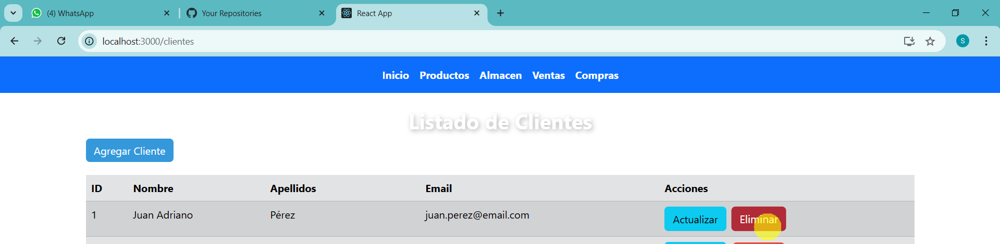 (4) WhatsApp
Your Repositories
React App
localhost:3000/clientes
S
Inicio Productos Almacen Ventas Compras
Listado de Clientes
Agregar Cliente
ID Nombre Apellidos Email Acciones
1 Juan Adriano Pérez juan.perez@email.com Actualizar Eliminar